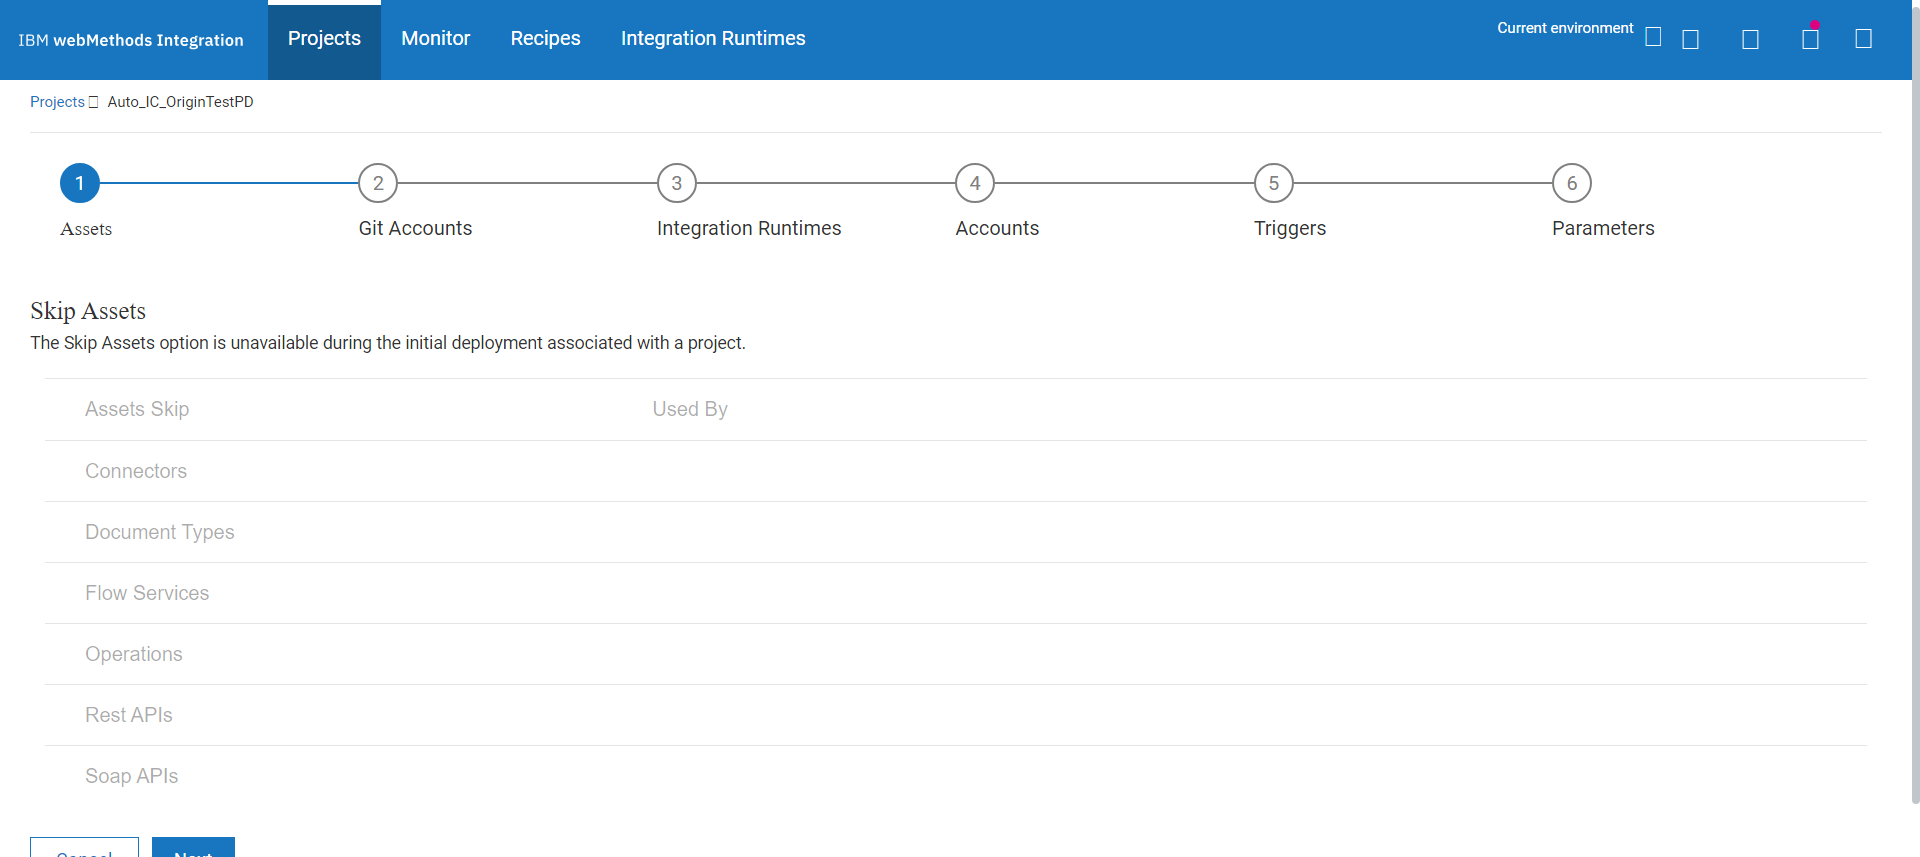 IBM webMethods Integration
Projects
Monitor
Recipes
Integration Runtimes
Current environment
Projects
Auto_IC_OriginTestPD
1
2
3
4
5
6
Assets
Git Accounts
Integration Runtimes
Accounts
Triggers
Parameters
Skip Assets
The Skip Assets option is unavailable during the initial deployment associated with a project.
Assets Skip
Used By
Connectors
Document Types
Flow Services
Operations
Rest APIs
Soap APIs
Cancel
Next